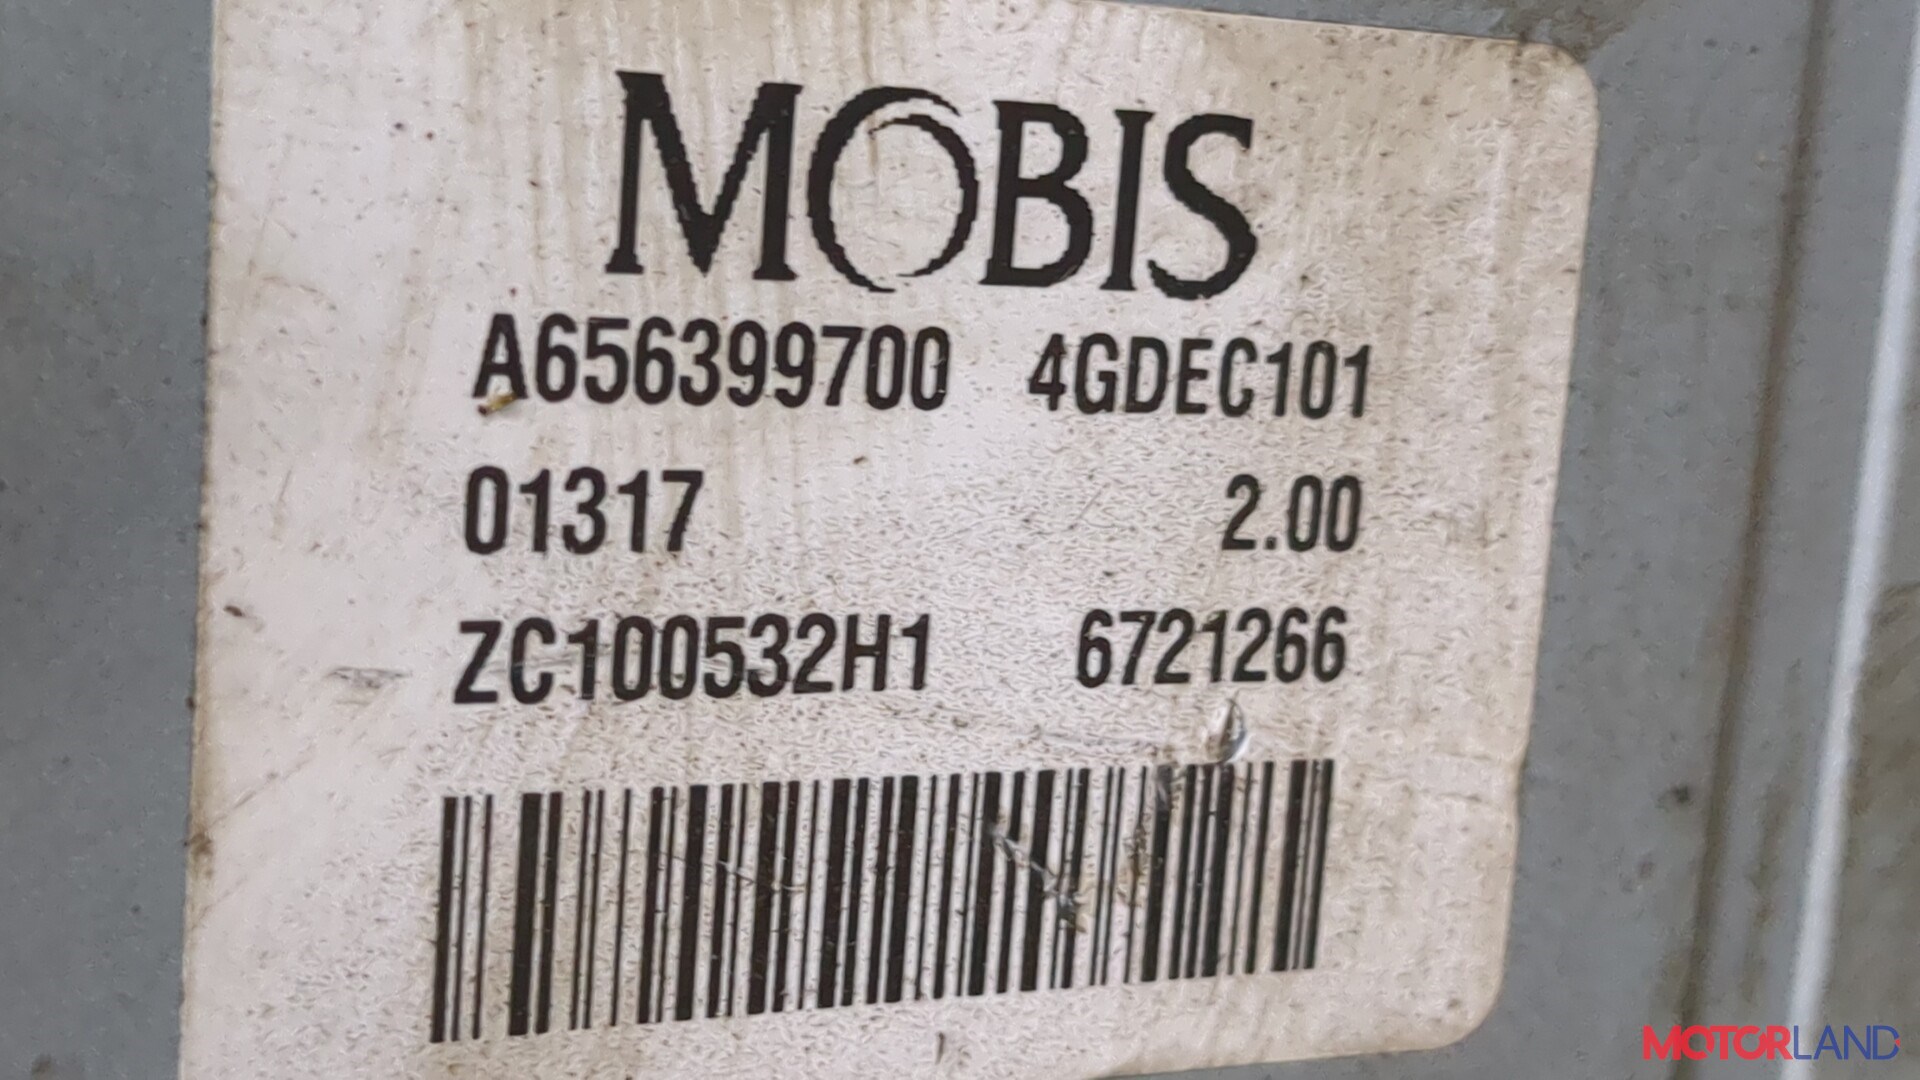 MOBIS
A656399700 4GDEC101
01317 2.00
ZC100532H1 6721266
MOTORLAND